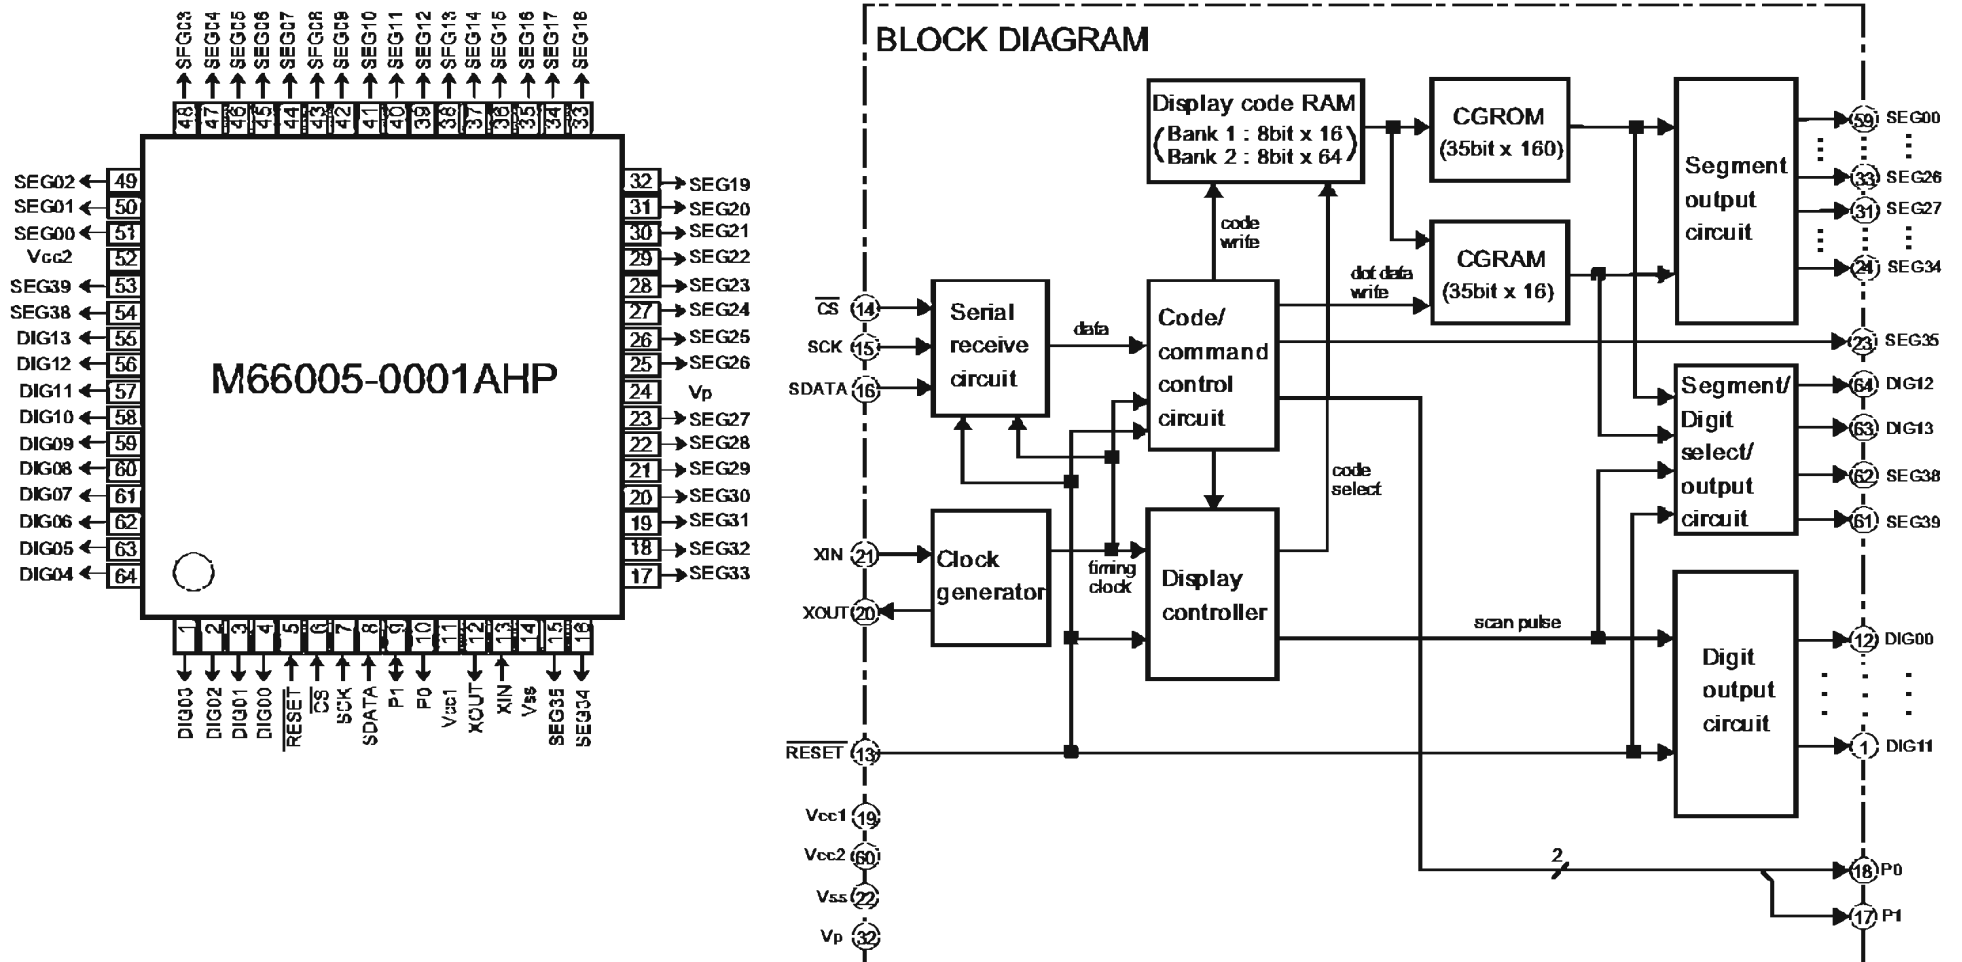 SFG03
SEG04
SEG05
SEG06
SEG07
SFG08
SEG09
SEG10
SEG11
SEG12
SFG13
SEG14
SEG15
SEG16
SEG17
SEG18
48
47
46
45
44
43
42
41
40
39
38
37
36
35
34
33
SEG02 49
SEG01 50
SEG00 51
Vcc2 52
SEG39 53
SEG38 54
DIG13 55
DIG12 56
DIG11 57
DIG10 58
DIG09 59
DIG08 60
DIG07 61
DIG06 62
DIG05 63
DIG04 64
M66005-0001AHP
32 SEG19
31 SEG20
30 SEG21
29 SEG22
28 SEG23
27 SEG24
26 SEG25
25 SEG26
24 Vp
23 SEG27
22 SEG28
21 SEG29
20 SEG30
19 SEG31
18 SEG32
17 SEG33
1
2
3
4
5
6
7
8
9
10
11
12
13
14
15
16
DIG03
DIG02
DIG01
DIG00
RESET
CS
SCK
SDATA
P1
P0
Vcc1
XOUT
XIN
Vss
SEG35
SEG34
BLOCK DIAGRAM
Display code RAM
(Bank 1 : 8bit x 16
Bank 2 : 8bit x 64)
CGROM
(35bit x 160)
CGRAM
(35bit x 16)
Segment
output
circuit
59 SEG00
33 SEG26
31 SEG27
24 SEG34
code
write
dot data
write
CS 14
SCK 15
SDATA 16
Serial
receive
circuit
data
Code/
command
control
circuit
23 SEG35
Segment/
Digit
select/
output
circuit
64 DIG12
63 DIG13
62 SEG38
61 SEG39
code
select
XIN 21
XOUT 20
Clock
generator
timing
clock
Display
controller
scan pulse
Digit
output
circuit
12 DIG00
1 DIG11
RESET 13
Vcc1 19
Vcc2 60
Vss 22
Vp 32
2
18 P0
17 P1